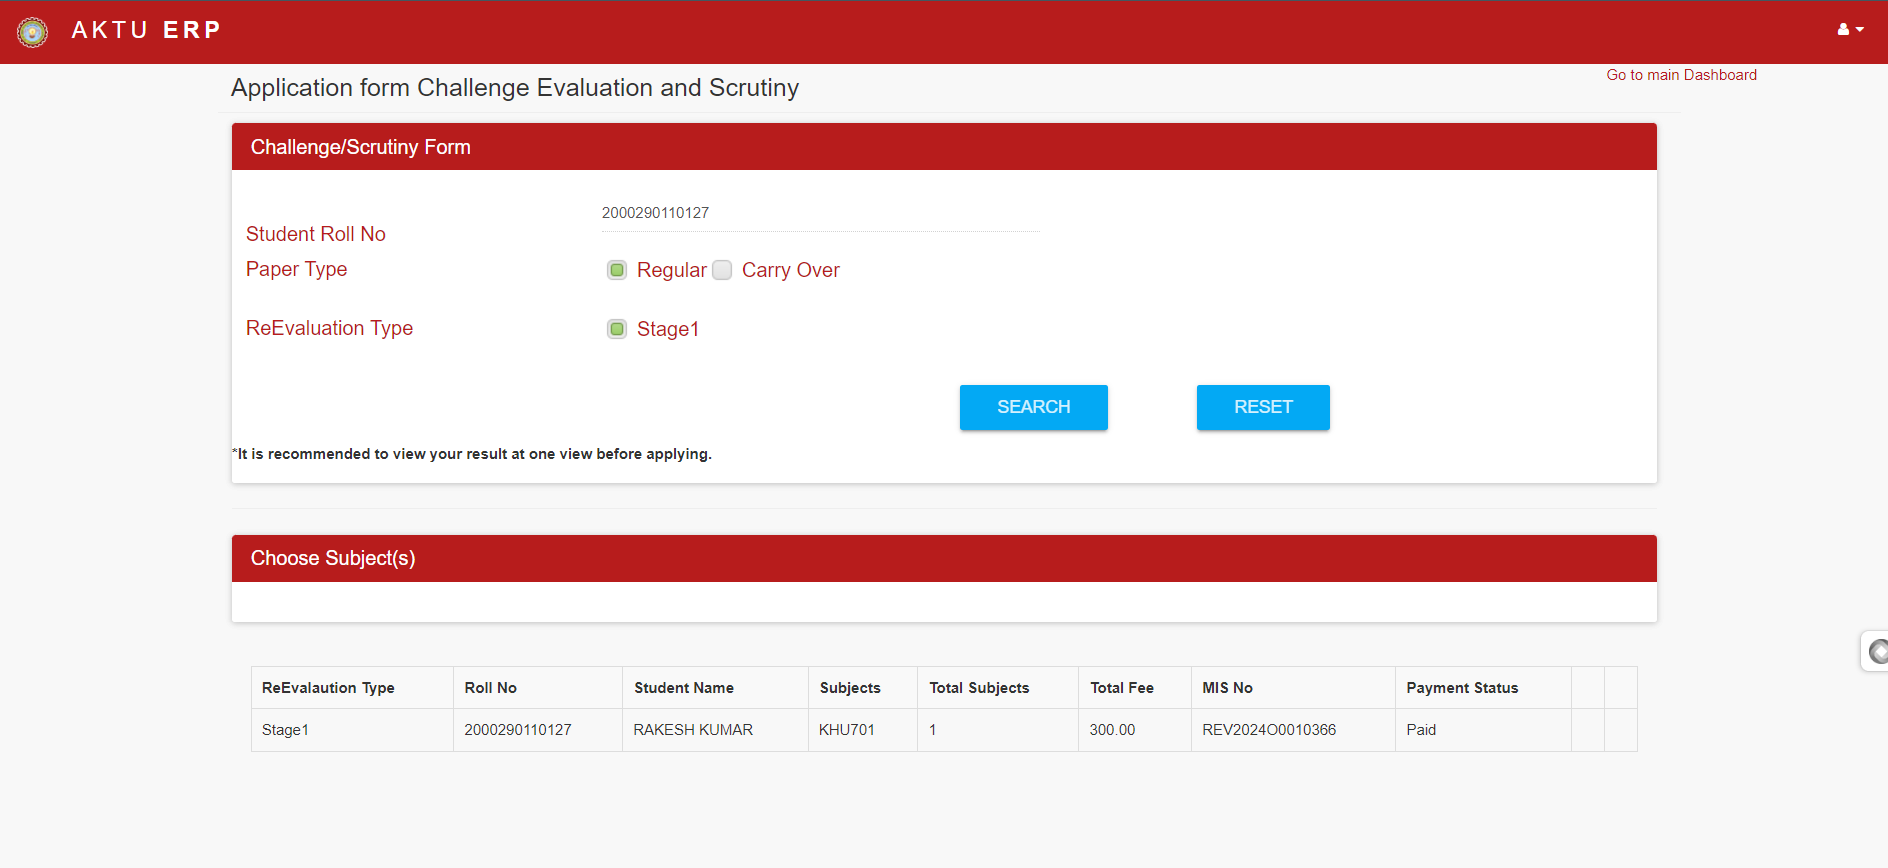 AKTU ERP
Go to main Dashboard
Application form Challenge Evaluation and Scrutiny
Challenge/Scrutiny Form
Student Roll No 2000290110127
Paper Type Regular Carry Over
ReEvaluation Type Stage1
SEARCH RESET
*It is recommended to view your result at one view before applying.
Choose Subject(s)
ReEvalaution Type Roll No Student Name Subjects Total Subjects Total Fee MIS No Payment Status
Stage1 2000290110127 RAKESH KUMAR KHU701 1 300.00 REV2024O0010366 Paid